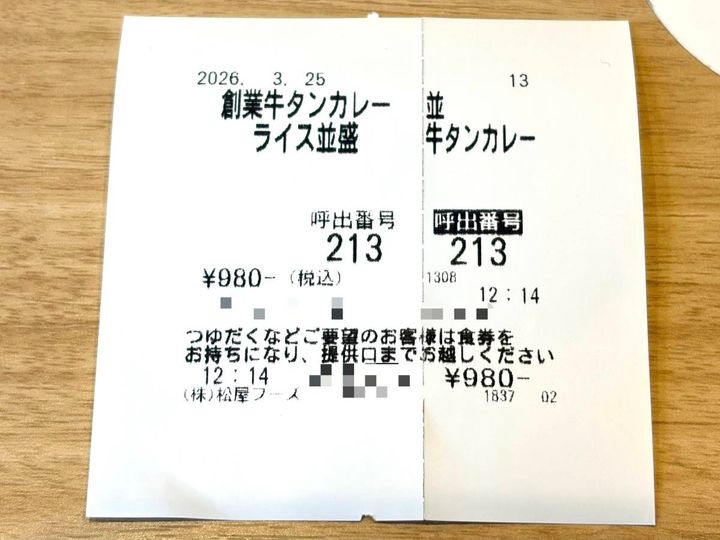 2026. 3. 25 13
創業牛タンカレー 並
ライス並盛 牛タンカレー
呼出番号 呼出番号
213 213
¥980-(税込) 1308
12:14
つゆだくなどご要望のお客様は食券を
お持ちになり、提供口までお越しください
12:14 ¥980-
(株)松屋フーズ 1837 02